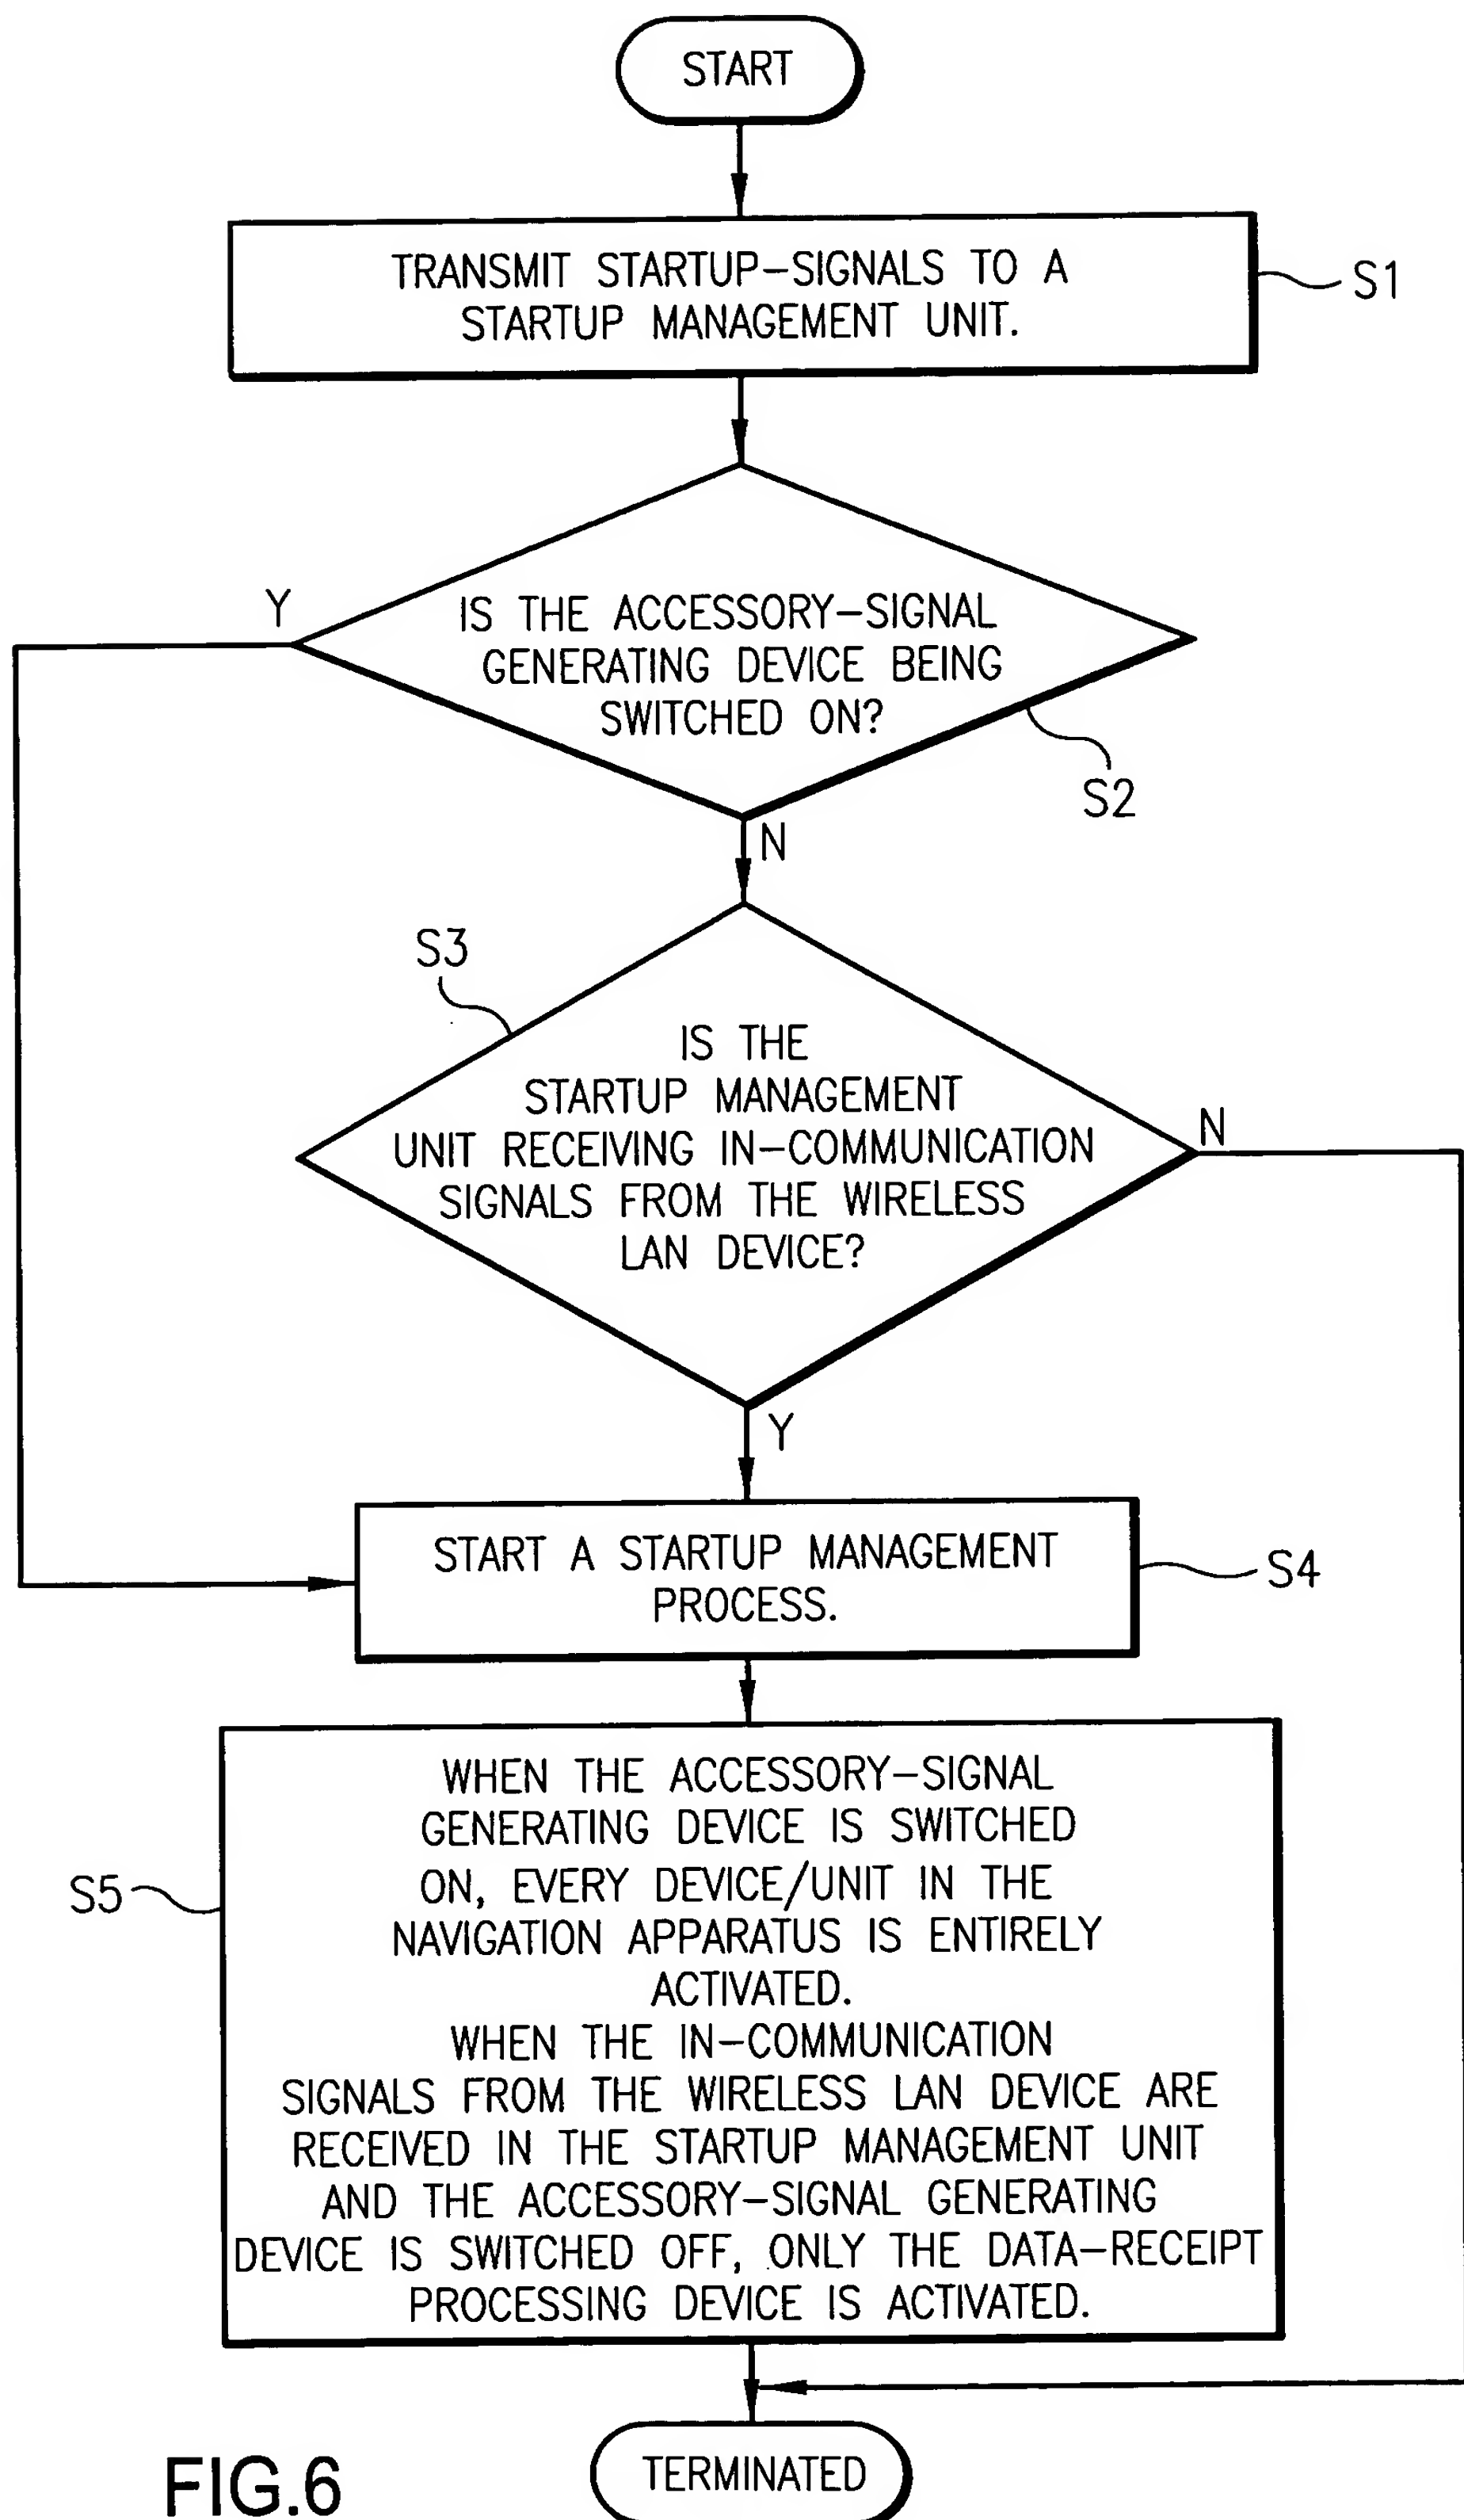 START
TRANSMIT STARTUP-SIGNALS TO A
STARTUP MANAGEMENT UNIT.
S1
Y
IS THE ACCESSORY-SIGNAL
GENERATING DEVICE BEING
SWITCHED ON?
S2
N
S3
IS THE
STARTUP MANAGEMENT
UNIT RECEIVING IN-COMMUNICATION
SIGNALS FROM THE WIRELESS
LAN DEVICE?
N
Y
START A STARTUP MANAGEMENT
PROCESS.
S4
S5
WHEN THE ACCESSORY-SIGNAL
GENERATING DEVICE IS SWITCHED
ON, EVERY DEVICE/UNIT IN THE
NAVIGATION APPARATUS IS ENTIRELY
ACTIVATED.
WHEN THE IN-COMMUNICATION
SIGNALS FROM THE WIRELESS LAN DEVICE ARE
RECEIVED IN THE STARTUP MANAGEMENT UNIT
AND THE ACCESSORY-SIGNAL GENERATING
DEVICE IS SWITCHED OFF, ONLY THE DATA-RECEIPT
PROCESSING DEVICE IS ACTIVATED.
TERMINATED
FIG.6